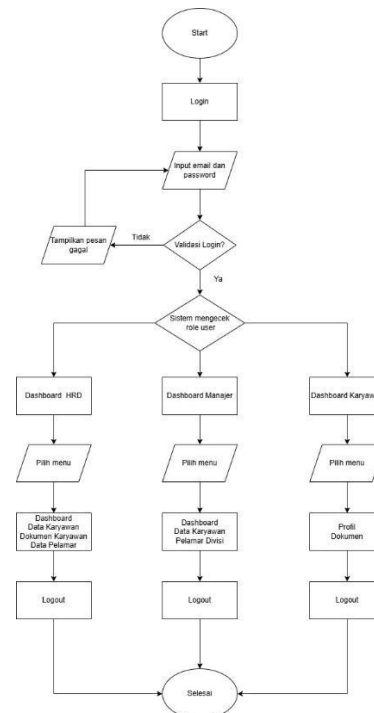 Start
Login
Input email dan
password
Validasi Login?
Tidak
Tampilkan pesan
gagal
Ya
Sistem mengecek
role user
Dashboard HRD
Dashboard Manajer
Dashboard Karyaw
Pilih menu
Pilih menu
Pilih menu
Dashboard
Data Karyawan
Dokumen Karyawan
Data Pelamar
Dashboard
Data Karyawan
Pelamar Divisi
Profil
Dokumen
Logout
Logout
Logout
Selesai